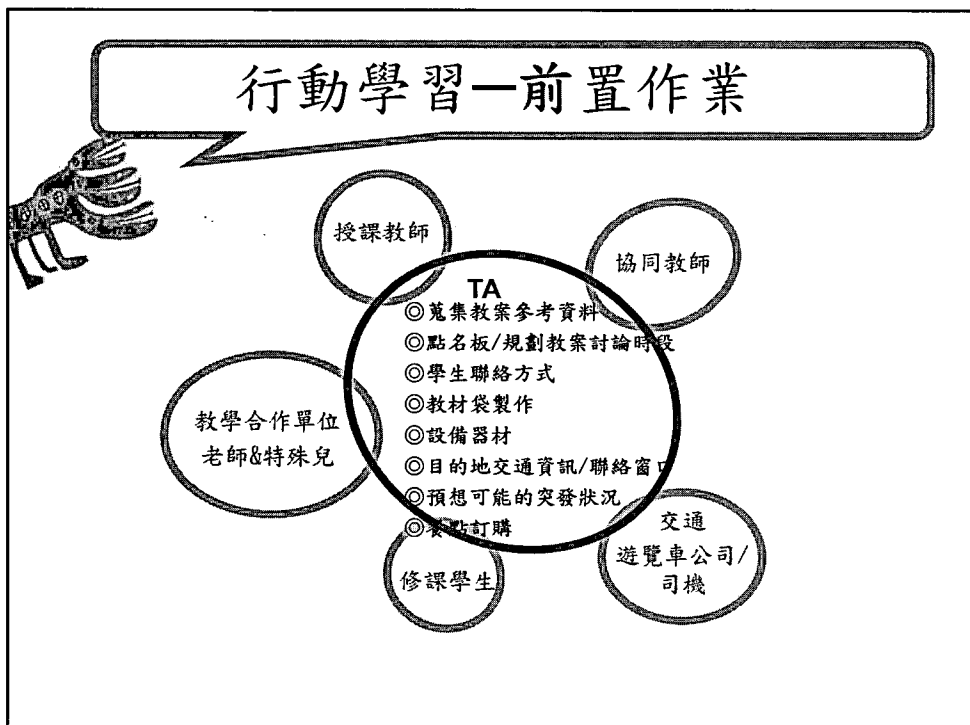 行動學習—前置作業
授課教師
協同教師
TA
◎蒐集教案參考資料
◎點名板/規劃教案討論時段
◎學生聯絡方式
◎教材袋製作
◎設備器材
◎目的地交通資訊/聯絡窗口
◎預想可能的突發狀況
◎餐點訂購
教學合作單位
老師&特殊兒
修課學生
交通
遊覽車公司/
司機